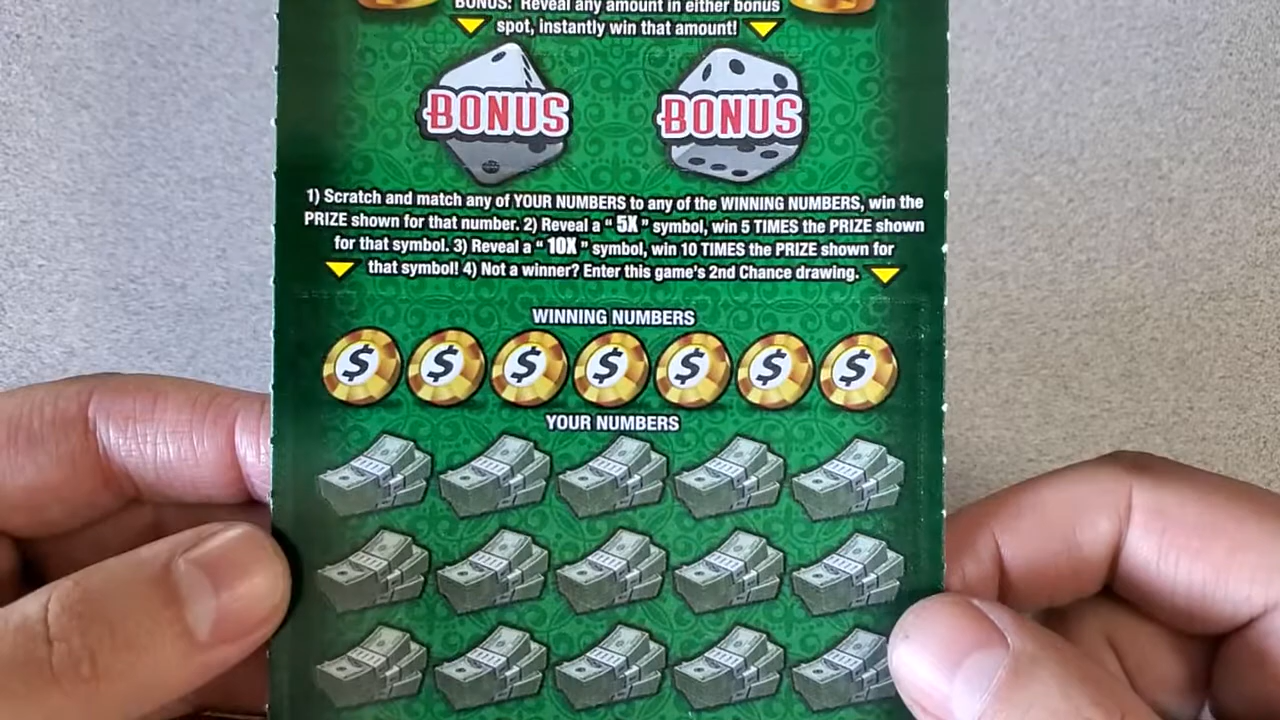 BONUS: Reveal any amount in either bonus
spot, instantly win that amount!
BONUS BONUS
1) Scratch and match any of YOUR NUMBERS to any of the WINNING NUMBERS, win the
PRIZE shown for that number. 2) Reveal a “ 5X ” symbol, win 5 TIMES the PRIZE shown
for that symbol. 3) Reveal a “ 10X ” symbol, win 10 TIMES the PRIZE shown for
that symbol! 4) Not a winner? Enter this game's 2nd Chance drawing.
WINNING NUMBERS
$ $ $ $ $ $ $
YOUR NUMBERS